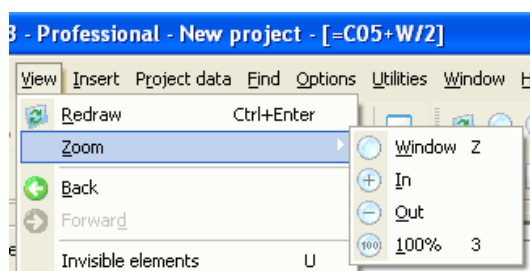 - Professional - New project - [=C05+W/2]
View Insert Project data Find Options Utilities Window
Redraw Ctrl+Enter
Zoom
Window Z
In
Back
Out
Forward
100 100% 3
Invisible elements U